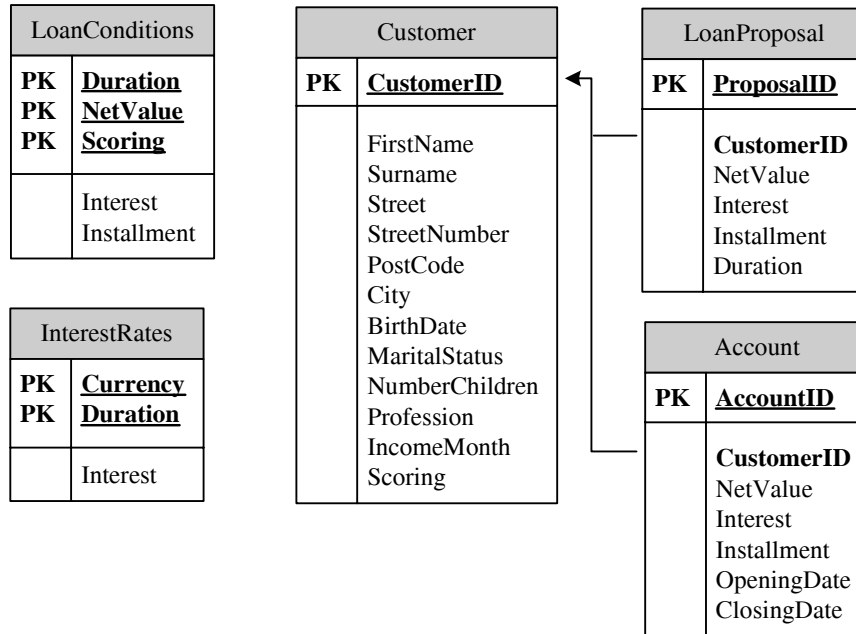 LoanConditions
PK Duration
PK NetValue
PK Scoring
Interest
Installment
InterestRates
PK Currency
PK Duration
Interest
Customer
PK CustomerID
FirstName
Surname
Street
StreetNumber
PostCode
City
BirthDate
MaritalStatus
NumberChildren
Profession
IncomeMonth
Scoring
LoanProposal
PK ProposalID
CustomerID
NetValue
Interest
Installment
Duration
Account
PK AccountID
CustomerID
NetValue
Interest
Installment
OpeningDate
ClosingDate